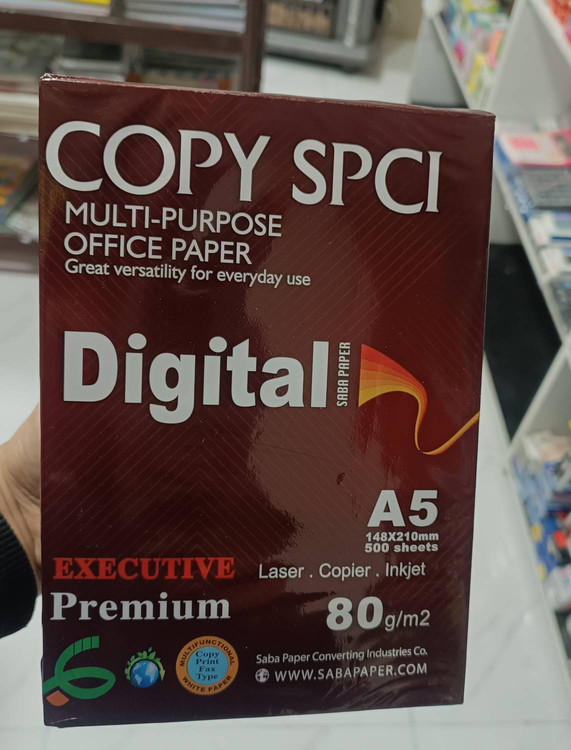 COPY SPCI
MULTI-PURPOSE
OFFICE PAPER
Great versatility for everyday use
Digital
SABA PAPER
A5
148X210mm
500 sheets
EXECUTIVE
Premium
Laser . Copier . Inkjet
80g/m2
MULTIFUNCTIONAL
Copy
Print
Fax
Type
WHITE PAPER
Saba Paper Converting Industries Co.
WWW.SABAPAPER.COM